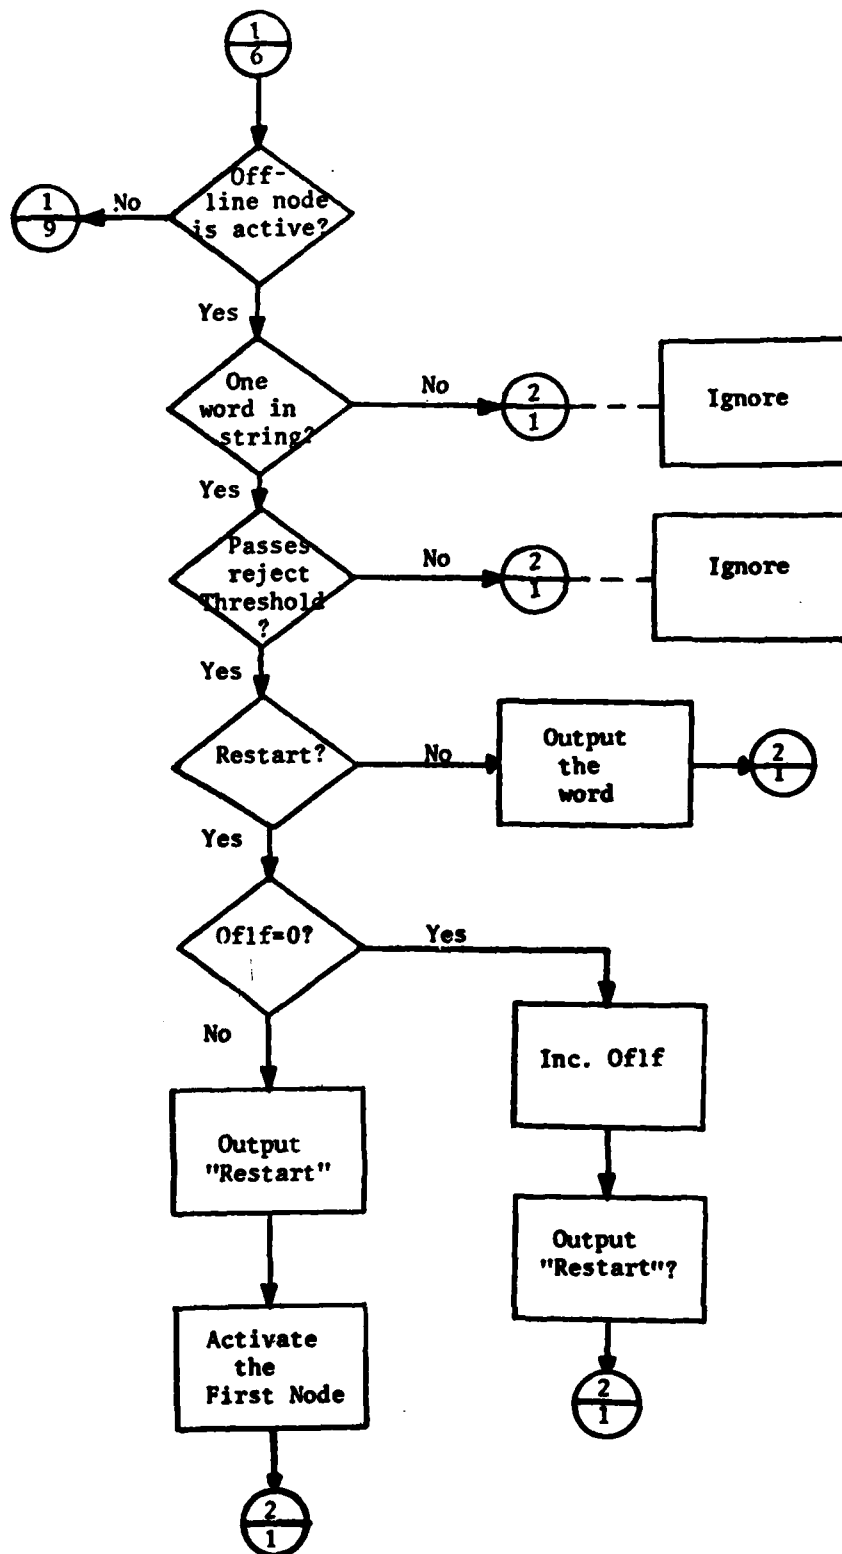 1
6
Off-
line node
is active?
No
1
9
Yes
One
word in
string?
No
2
1
Ignore
Yes
Passes
reject
Threshold
?
No
2
1
Ignore
Yes
Restart?
No
Output
the
word
2
1
Yes
Oflf=0?
Yes
No
Inc. Oflf
Output
"Restart"
Output
"Restart"?
Activate
the
First Node
2
1
2
1